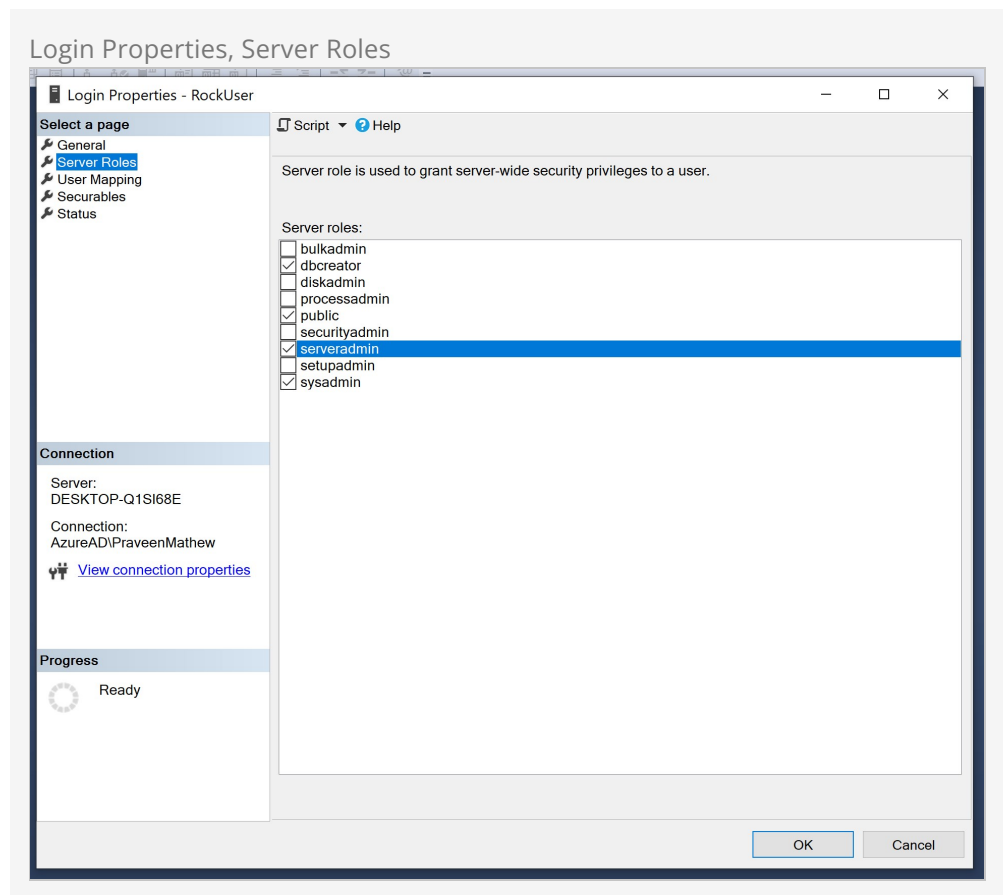 Login Properties, Server Roles
Login Properties - RockUser
Select a page
General
Server Roles
User Mapping
Securables
Status
Script Help
Server role is used to grant server-wide security privileges to a user.
Server roles:
bulkadmin
dbcreator
diskadmin
processadmin
public
securityadmin
serveradmin
setupadmin
sysadmin
Connection
Server:
DESKTOP-Q1SI68E
Connection:
AzureAD\PraveenMathew
View connection properties
Progress
Ready
OK Cancel